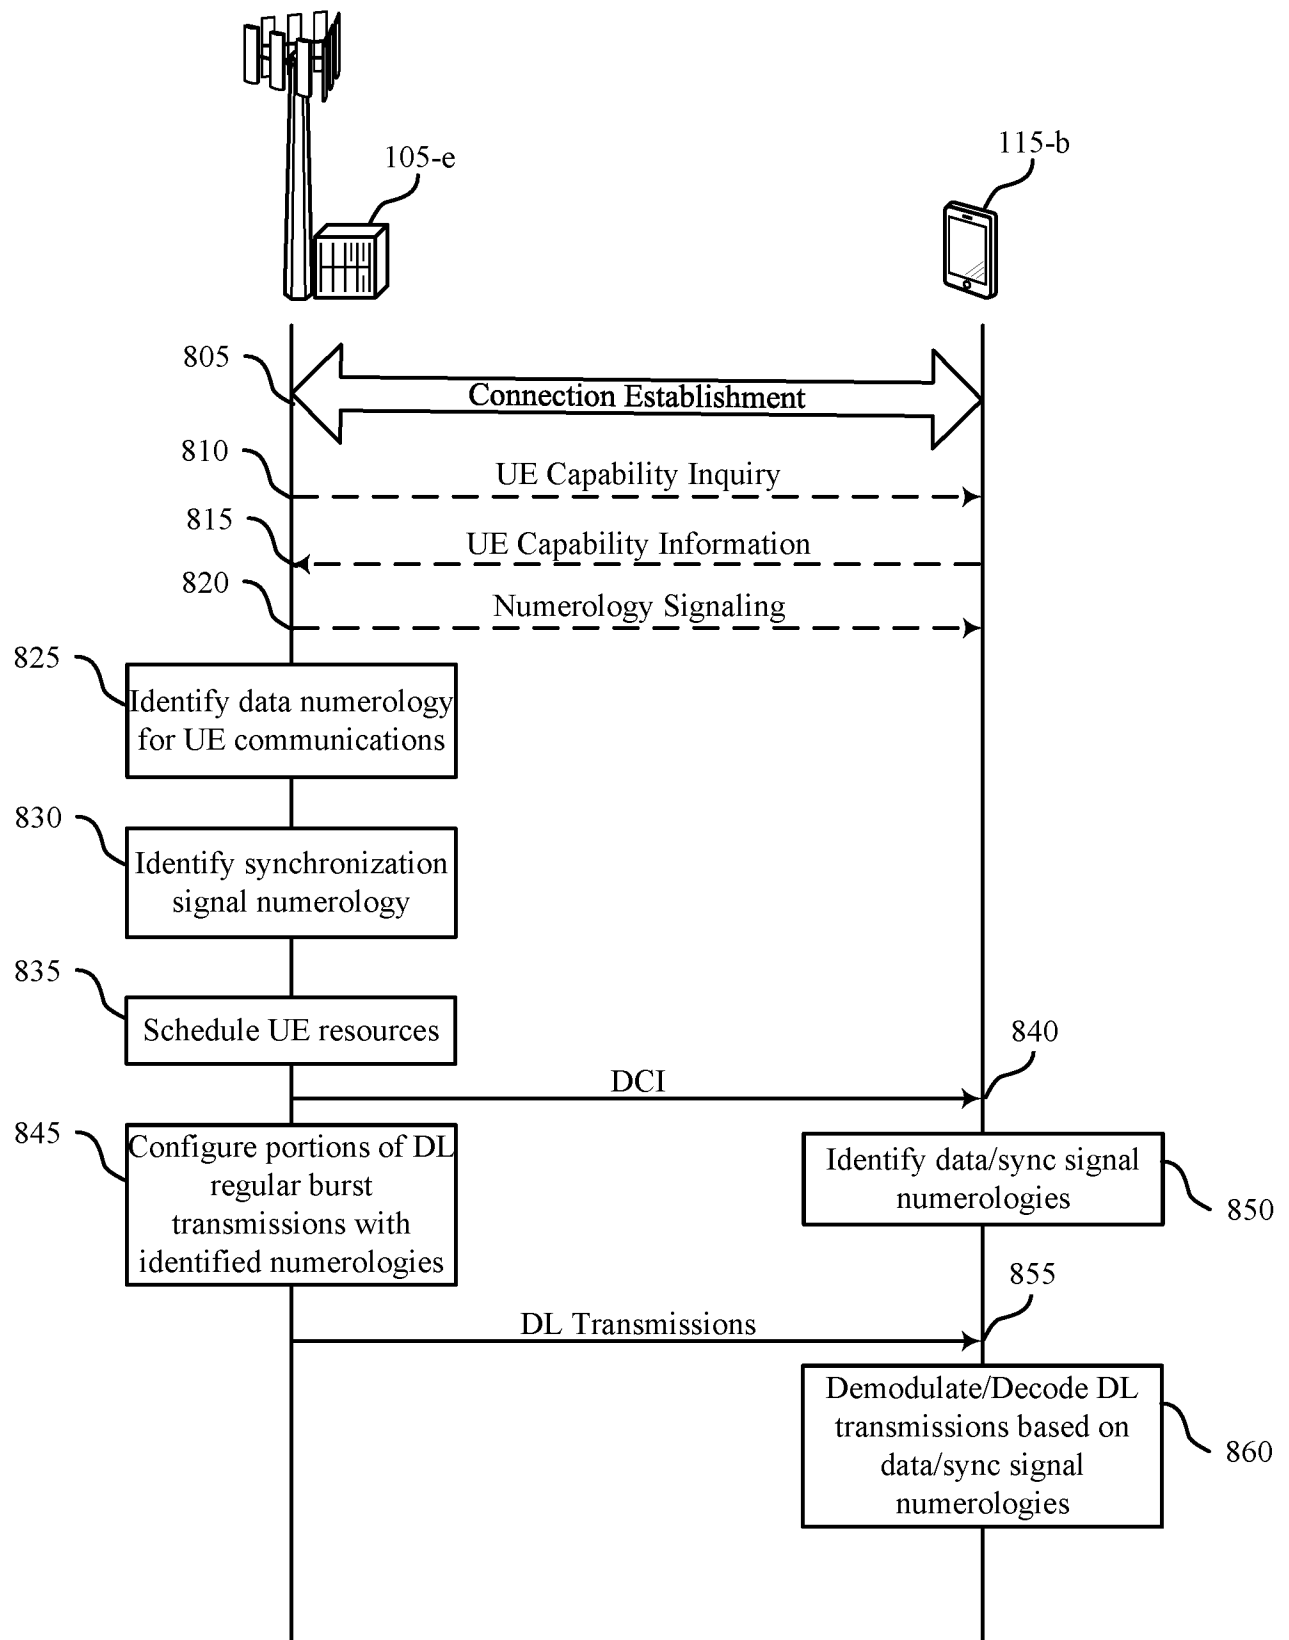 105-e
115-b
805
Connection Establishment
810
UE Capability Inquiry
815
UE Capability Information
820
Numerology Signaling
825
Identify data numerology
for UE communications
830
Identify synchronization
signal numerology
835
Schedule UE resources
840
DCI
845
Configure portions of DL
regular burst
transmissions with
identified numerologies
Identify data/sync signal
numerologies
850
855
DL Transmissions
Demodulate/Decode DL
transmissions based on
data/sync signal
numerologies
860